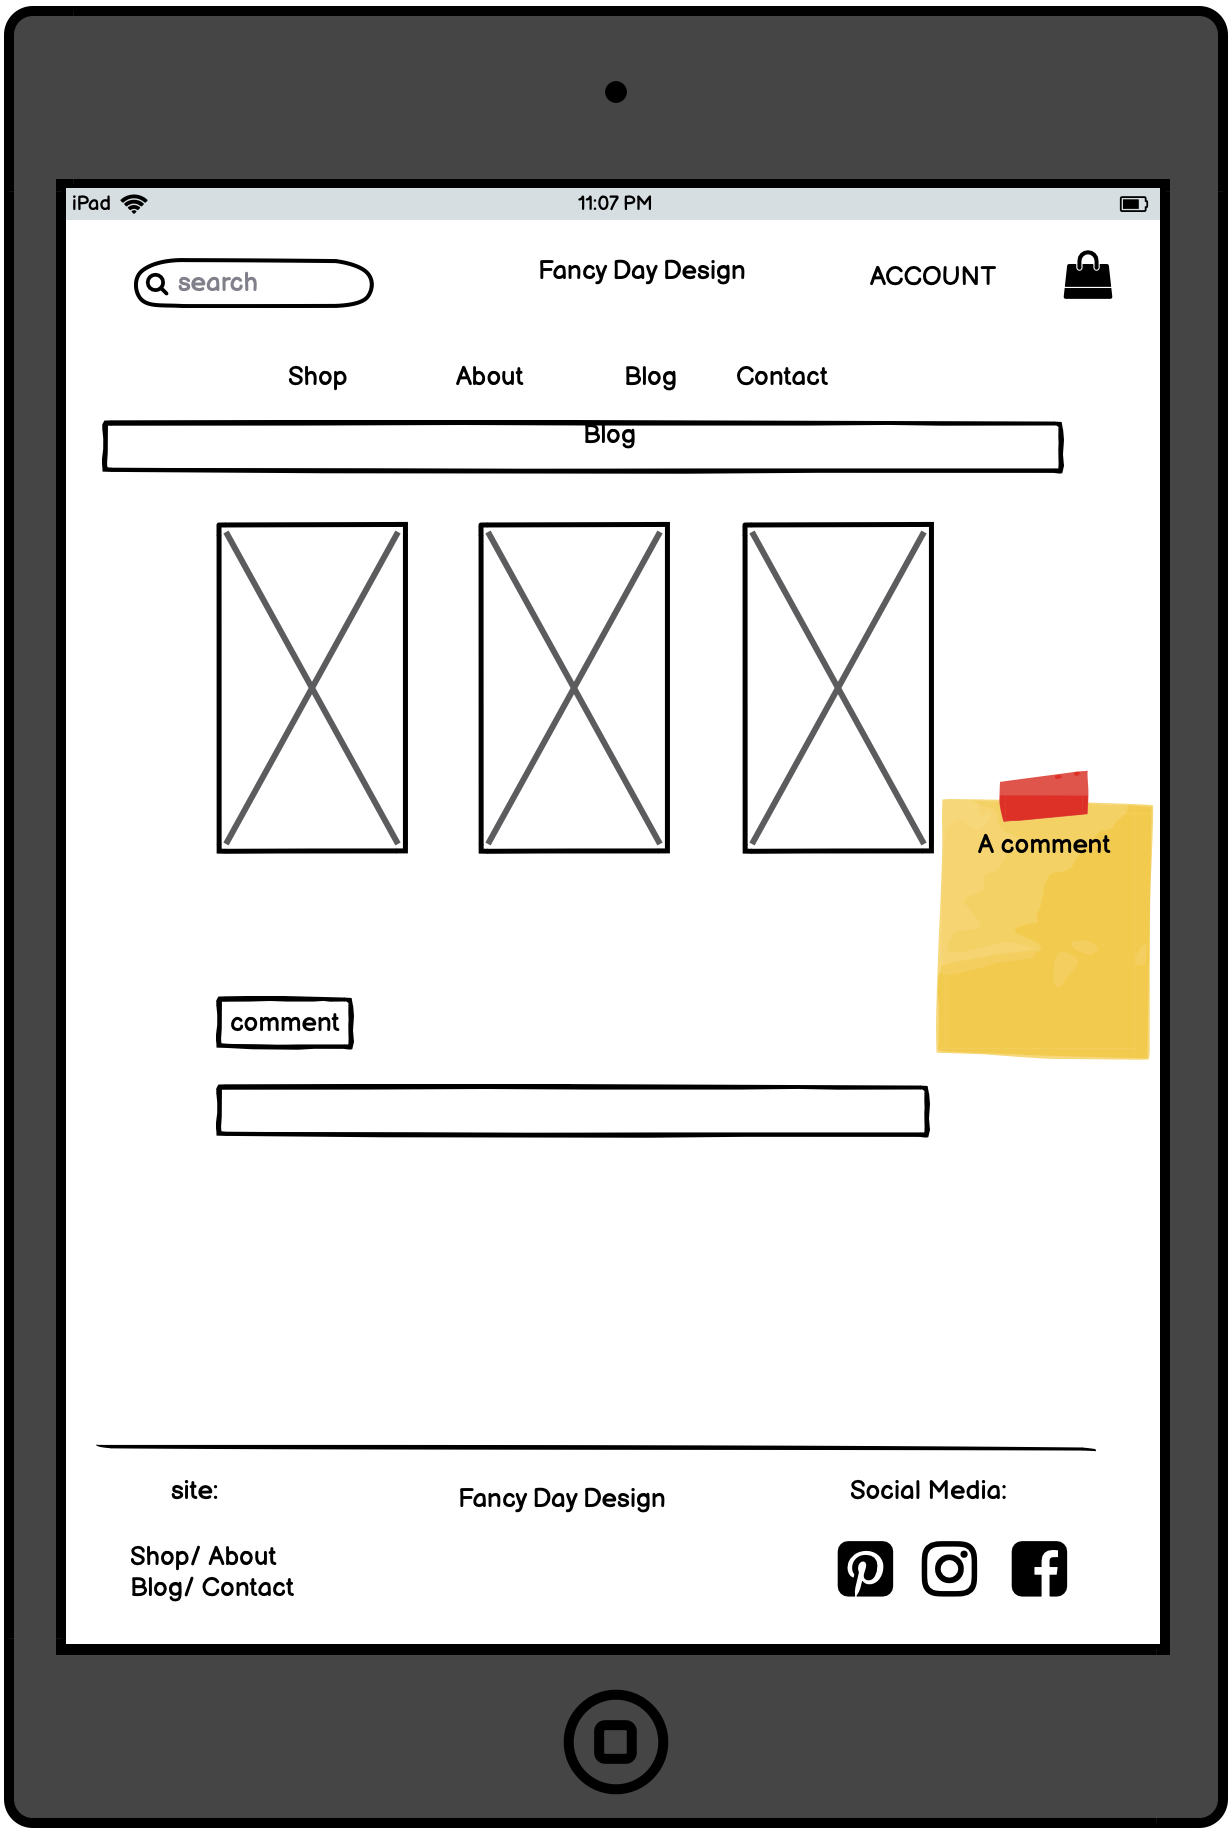 iPad
11:07 PM
search
Fancy Day Design
ACCOUNT
Shop
About
Blog
Contact
Blog
A comment
comment
site:
Fancy Day Design
Social Media:
Shop/ About
Blog/ Contact